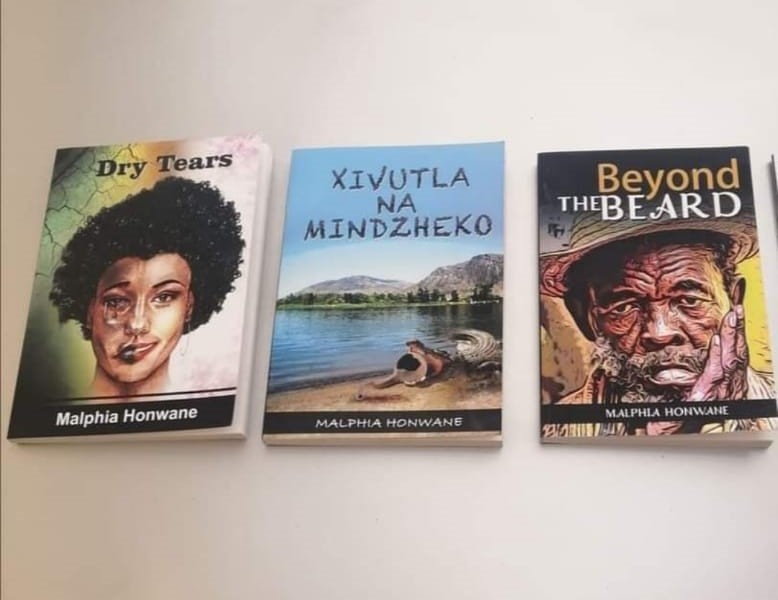 Dry Tears
Malphia Honwane
XIVUTLA
NA
MINDZHEKO
MALPHIA HONWANE
Beyond
THE BEARD
MALPHIA HONWANE